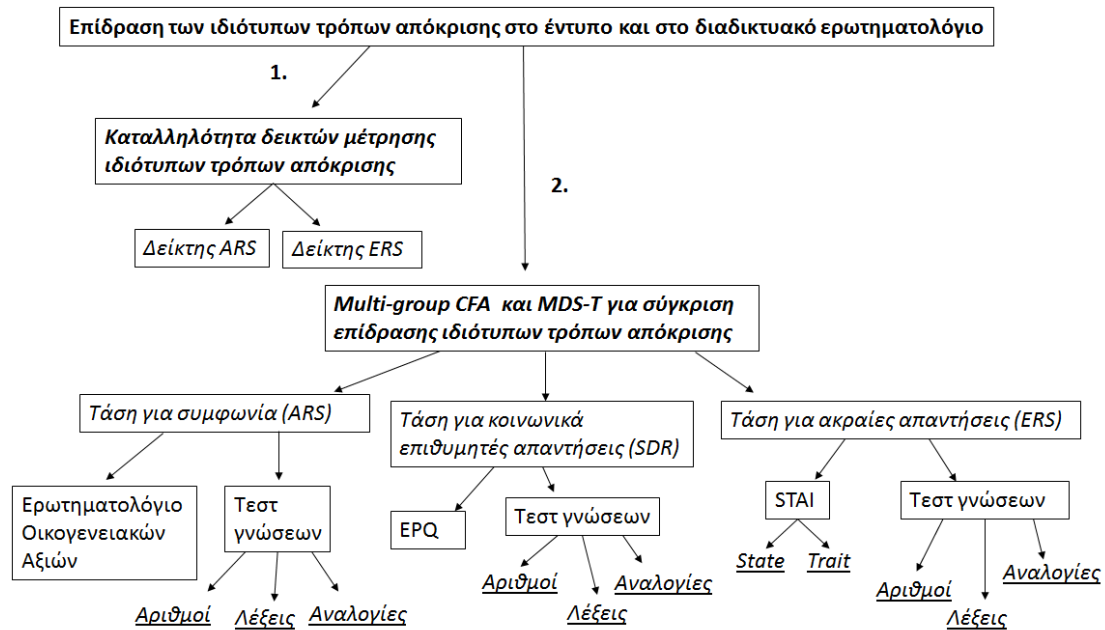 Επίδραση των ιδιότυπων τρόπων απόκρισης στο έντυπο και στο διαδικτυακό ερωτηματολόγιο
1.
Καταλληλότητα δεικτών μέτρησης
ιδιότυπων τρόπων απόκρισης
2.
Δείκτης ARS
Δείκτης ERS
Multi-group CFA και MDS-T για σύγκριση
επίδρασης ιδιότυπων τρόπων απόκρισης
Τάση για συμφωνία (ARS)
Τάση για κοινωνικά
επιθυμητές απαντήσεις (SDR)
Τάση για ακραίες απαντήσεις (ERS)
Ερωτηματολόγιο
Οικογενειακών
Αξιών
Τεστ
γνώσεων
EPQ
Τεστ γνώσεων
STAI
Τεστ γνώσεων
Αριθμοί
Λέξεις
Αναλογίες
Αριθμοί
Λέξεις
Αναλογίες
State
Trait
Αριθμοί
Λέξεις
Αναλογίες